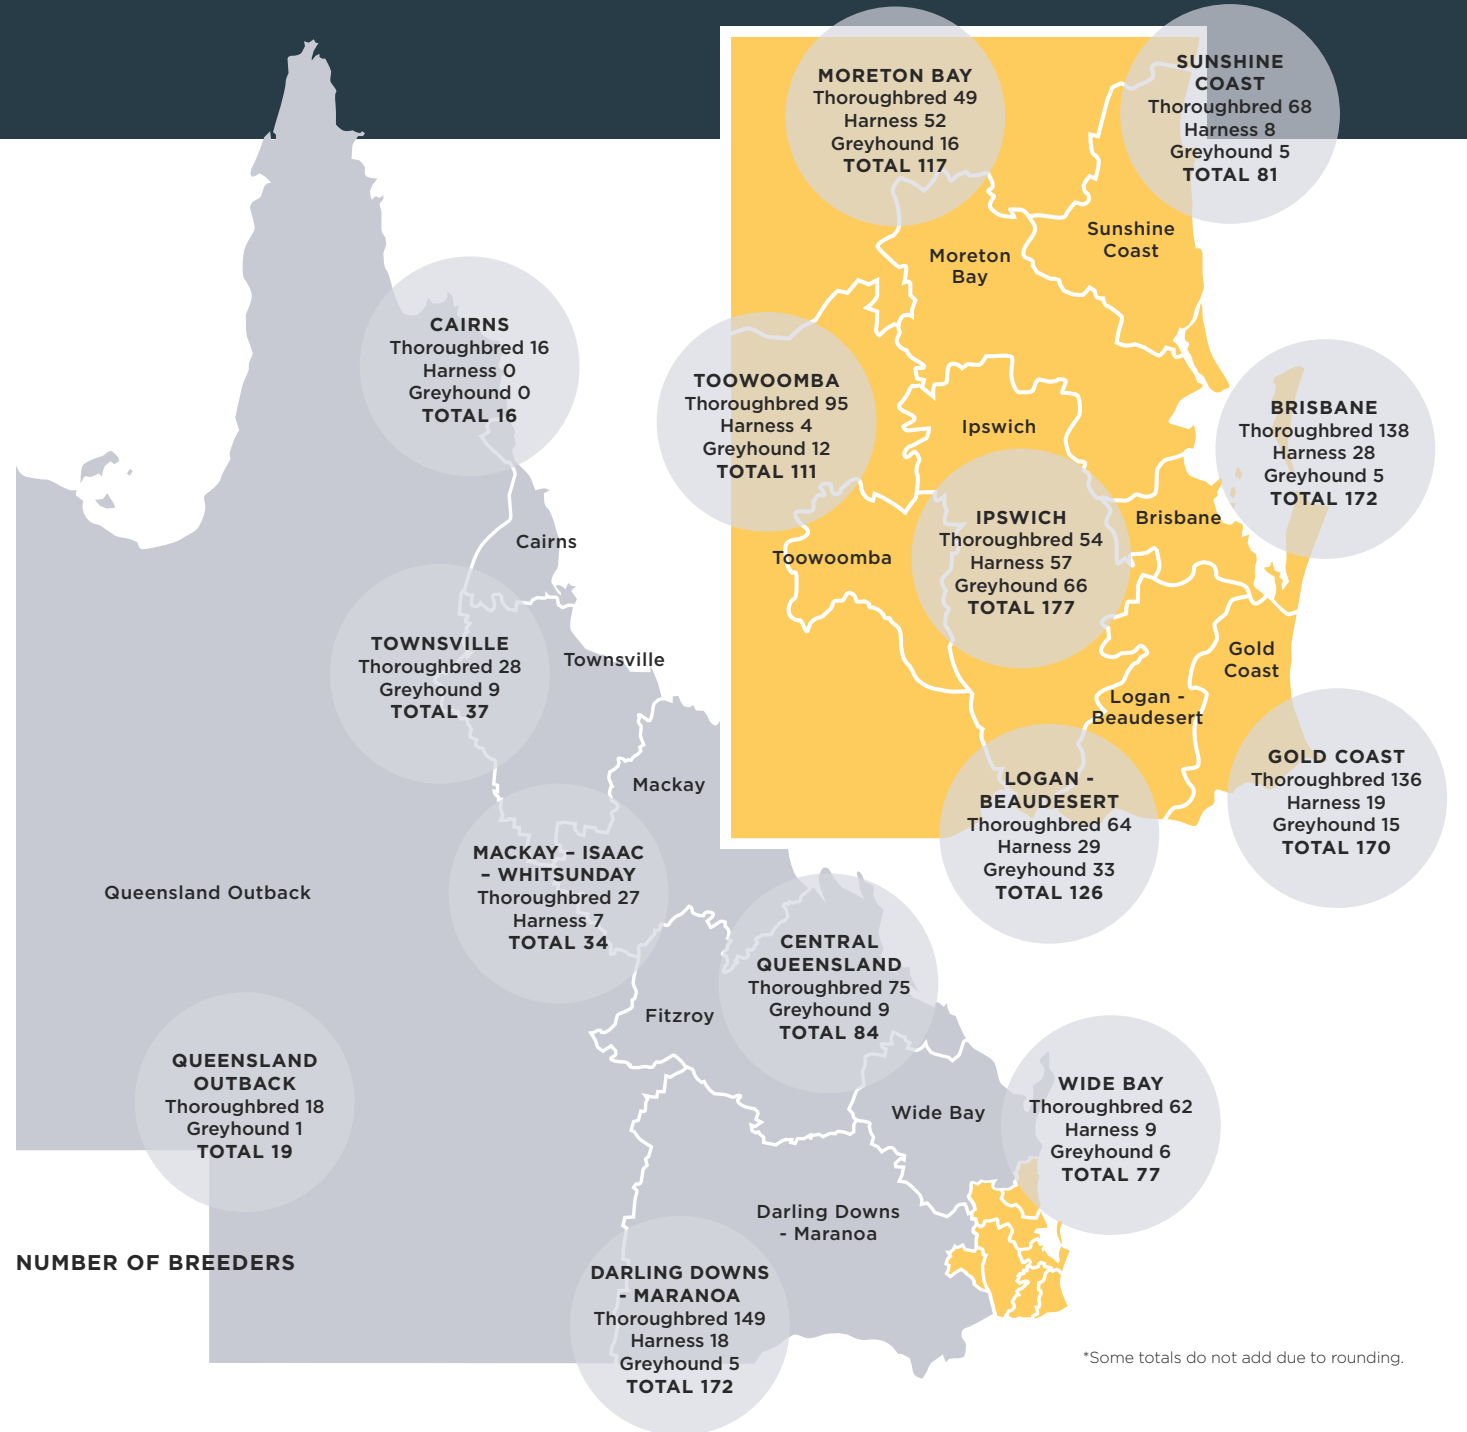 MORETON BAY
Thoroughbred 49
Harness 52
Greyhound 16
TOTAL 117
SUNSHINE
COAST
Thoroughbred 68
Harness 8
Greyhound 5
TOTAL 81
Sunshine
Coast
Moreton
Bay
CAIRNS
Thoroughbred 16
Harness 0
Greyhound 0
TOTAL 16
TOOWOOMBA
Thoroughbred 95
Harness 4
Greyhound 12
TOTAL 111
Ipswich
BRISBANE
Thoroughbred 138
Harness 28
Greyhound 5
TOTAL 172
IPSWICH
Thoroughbred 54
Harness 57
Greyhound 66
TOTAL 177
Brisbane
Cairns
Toowoomba
TOWNSVILLE
Thoroughbred 28
Greyhound 9
TOTAL 37
Townsville
Gold
Coast
Logan -
Beaudesert
Mackay
LOGAN -
BEAUDESERT
Thoroughbred 64
Harness 29
Greyhound 33
TOTAL 126
GOLD COAST
Thoroughbred 136
Harness 19
Greyhound 15
TOTAL 170
MACKAY – ISAAC
– WHITSUNDAY
Thoroughbred 27
Harness 7
TOTAL 34
Queensland Outback
CENTRAL
QUEENSLAND
Thoroughbred 75
Greyhound 9
TOTAL 84
Fitzroy
QUEENSLAND
OUTBACK
Thoroughbred 18
Greyhound 1
TOTAL 19
Wide Bay
WIDE BAY
Thoroughbred 62
Harness 9
Greyhound 6
TOTAL 77
Darling Downs
- Maranoa
NUMBER OF BREEDERS
DARLING DOWNS
- MARANOA
Thoroughbred 149
Harness 18
Greyhound 5
TOTAL 172
*Some totals do not add due to rounding.